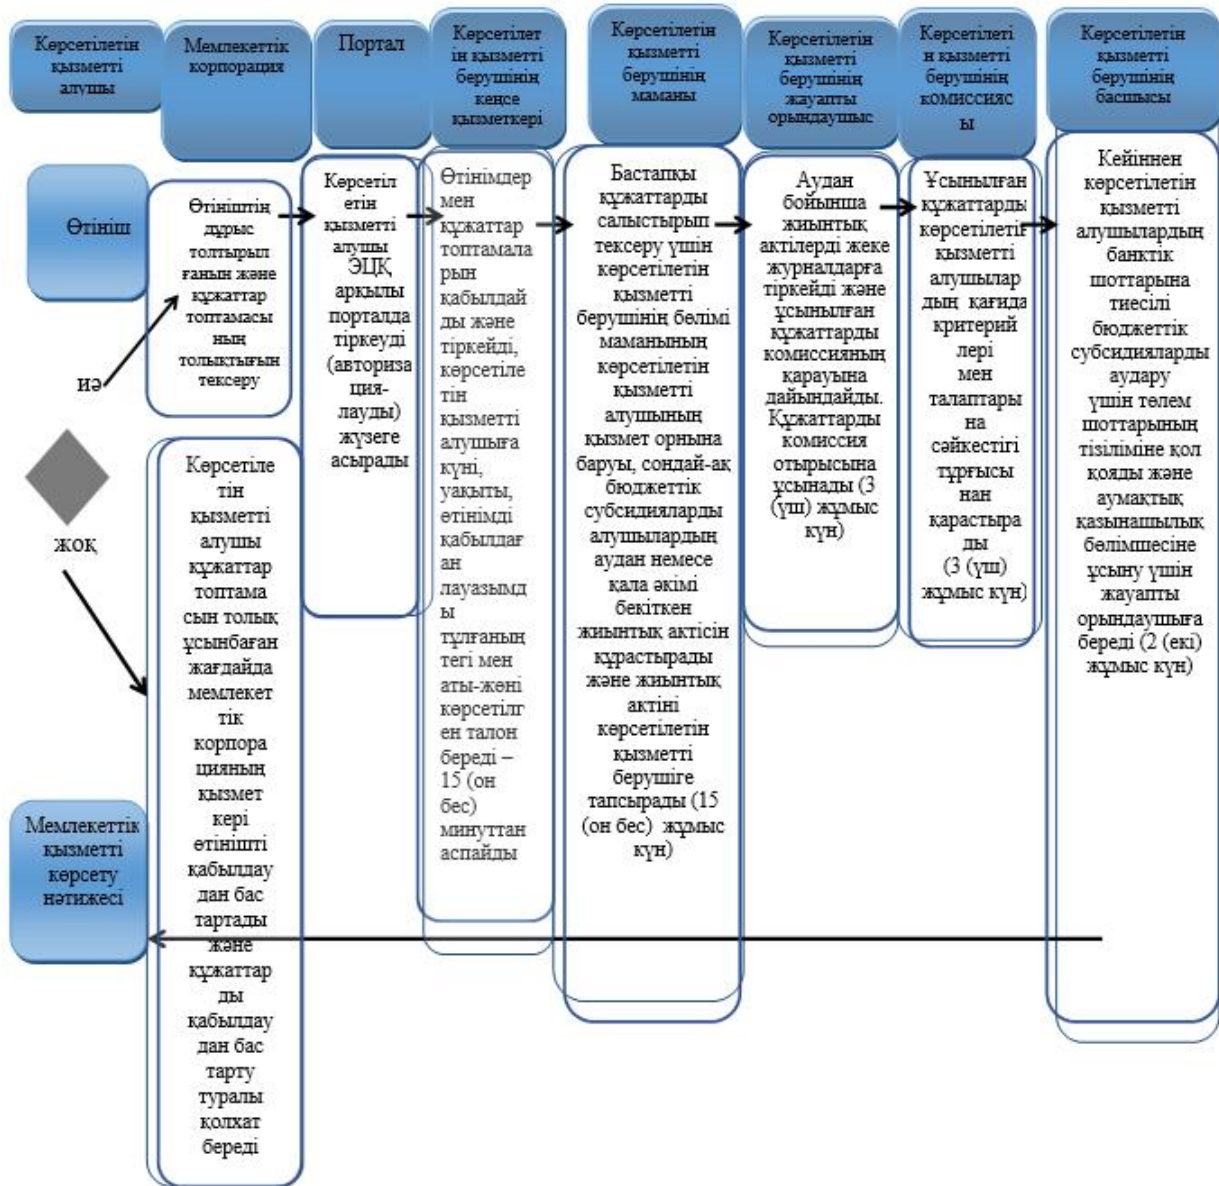 Көрсетілетін
қызметті
алушы
Мемлекеттік
корпорация
Портал
Көрсетілет
ін қызметті
берушінің
кеңсе
қызметкері
Көрсетілетін
қызметті
берушінің
маманы
Көрсетілетін
қызметті
берушінің
жауапты
орындаушыс
Көрсетілеті
н қызметті
берушінің
комиссияс
ы
Көрсетілетін
қызметті
берушінің
басшысы
Өтініш
Өтініштің
дұрыс
толтырыл
ғанын және
құжаттар
топтамасы
ның
толықтығын
тексеру
Көрсетіл
етін
қызметті
алушы
ЭЦҚ
арқылы
порталда
тіркеуді
(авториза
ция-
лауды)
жүзеге
асырады
Өтінімдер
мен
құжаттар
топтамала
рын
қабылдай
ды және
тіркейді,
көрсетіле
тін
қызметті
алушыға
күні,
уақыты,
өтінімді
қабылдағ
ан
лауазымд
ы
тұлғаның
тегі мен
аты-жөні
көрсетілг
ен талон
береді –
15 (он
бес)
минуттан
аспайды
Бастапқы
құжаттарды
салыстырып
тексеру үшін
көрсетілетін
қызметті
берушінің бөлімі
маманының
көрсетілетін
қызметті
алушының
қызмет орнына
баруы, сондай-ақ
бюджеттік
субсидияларды
алушылардың
аудан немесе
қала әкімі
бекіткен
жиынтық актісін
құрастырады
және жиынтық
актіні
көрсетілетін
қызметті
берушіге
тапсырады (15
(он бес) жұмыс
күн)
Аудан
бойынша
жиынтық
актілерді жеке
журналдарға
тіркейді және
ұсынылған
құжаттарды
комиссияның
қарауына
дайындайды.
Құжаттарды
комиссия
отырысына
ұсынады (3
(үш) жұмыс
күн)
Ұсынылған
құжаттарды
көрсетілетін
қызметті
алушылар
дың қағида
критерий
лері
мен
талаптары
на
сәйкестігі
тұрғысы
нан
қарастыра
ды
(3 (үш)
жұмыс күн)
Кейіннен
көрсетілетін
қызметті
алушылардың
банктік
шоттарына
тиесілі
бюджеттік
субсидияларды
аудару
үшін төлем
шоттарының
тізіліміне қол
қояды және
аумақтық
қазынашылық
бөлімшесіне
ұсыну үшін
жауапты
орындаушыға
береді (2 (екі)
жұмыс күн)
иә
жоқ
Көрсетіле
тін
қызметті
алушы
құжаттар
топтама
сын толық
ұсынбаған
жағдайда
мемлекет
тік
корпора
цияның
қызмет
кері
өтінішті
қабылдау
дан бас
тартады
және
құжаттар
ды
қабылдау
дан бас
тарту
туралы
қолхат
береді
Мемлекеттік
қызметті
көрсету
нәтижесі